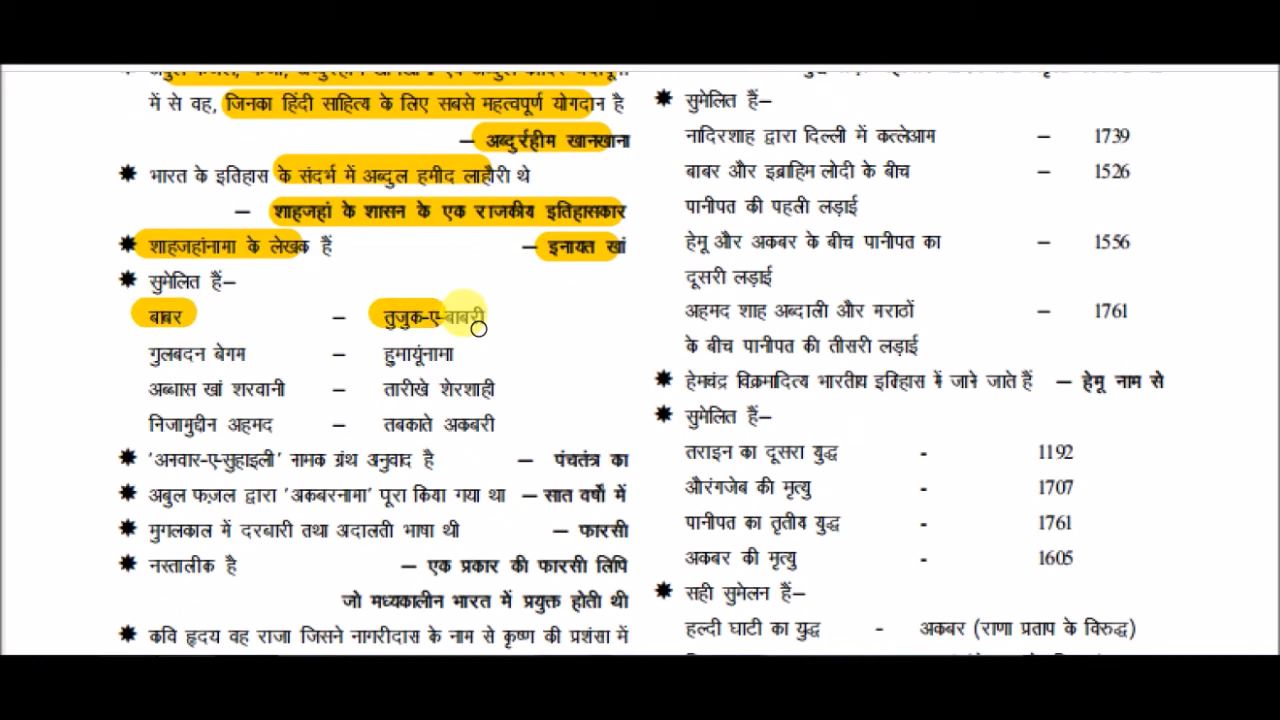 में से वह, जिनका हिंदी साहित्य के लिए सबसे महत्वपूर्ण योगदान है
– अब्दुर्रहीम खानखाना
✷ भारत के इतिहास के संदर्भ में अब्दुल हमीद लाहौरी थे
– शाहजहां के शासन के एक राजकीय इतिहासकार
✷ शाहजहांनामा के लेखक हैं – इनायत खां
✷ सुमेलित हैं–
बाबर – तुजुक-ए-बाबरी
गुलबदन बेगम – हुमायूंनामा
अब्बास खां शरवानी – तारीखे शेरशाही
निजामुद्दीन अहमद – तबकाते अकबरी
✷ 'अनवार-ए-सुहाइली' नामक ग्रंथ अनुवाद है – पंचतंत्र का
✷ अबुल फज़ल द्वारा 'अकबरनामा' पूरा किया गया था – सात वर्षों में
✷ मुगलकाल में दरबारी तथा अदालती भाषा थी – फारसी
✷ नस्तालीक है – एक प्रकार की फारसी लिपि
जो मध्यकालीन भारत में प्रयुक्त होती थी
✷ कवि हृदय वह राजा जिसने नागरीदास के नाम से कृष्ण की प्रशंसा में
✷ सुमेलित हैं–
नादिरशाह द्वारा दिल्ली में कत्लेआम – 1739
बाबर और इब्राहिम लोदी के बीच – 1526
पानीपत की पहली लड़ाई
हेमू और अकबर के बीच पानीपत का – 1556
दूसरी लड़ाई
अहमद शाह अब्दाली और मराठों – 1761
के बीच पानीपत की तीसरी लड़ाई
✷ हेमचंद्र विक्रमादित्य भारतीय इतिहास में जाने जाते हैं – हेमू नाम से
✷ सुमेलित हैं–
तराइन का दूसरा युद्ध - 1192
औरंगजेब की मृत्यु - 1707
पानीपत का तृतीय युद्ध - 1761
अकबर की मृत्यु - 1605
✷ सही सुमेलन हैं–
हल्दी घाटी का युद्ध - अकबर (राणा प्रताप के विरुद्ध)